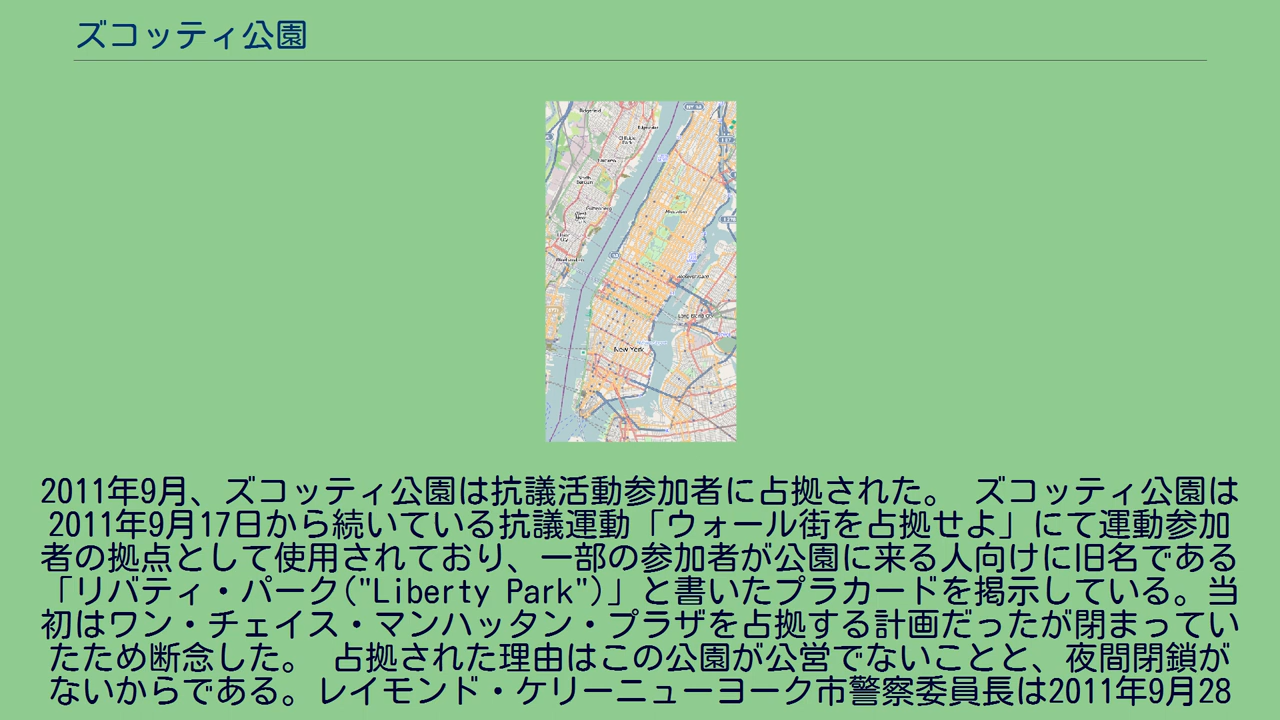 ズコッティ公園
New York
2011年9月、ズコッティ公園は抗議活動参加者に占拠された。 ズコッティ公園は
2011年9月17日から続いている抗議運動「ウォール街を占拠せよ」にて運動参加
者の拠点として使用されており、一部の参加者が公園に来る人向けに旧名である
「リバティ・パーク("Liberty Park")」と書いたプラカードを掲示している。当
初はワン・チェイス・マンハッタン・プラザを占拠する計画だったが閉まってい
たため断念した。 占拠された理由はこの公園が公営でないことと、夜間閉鎖が
ないからである。レイモンド・ケリーニューヨーク市警察委員長は2011年9月28